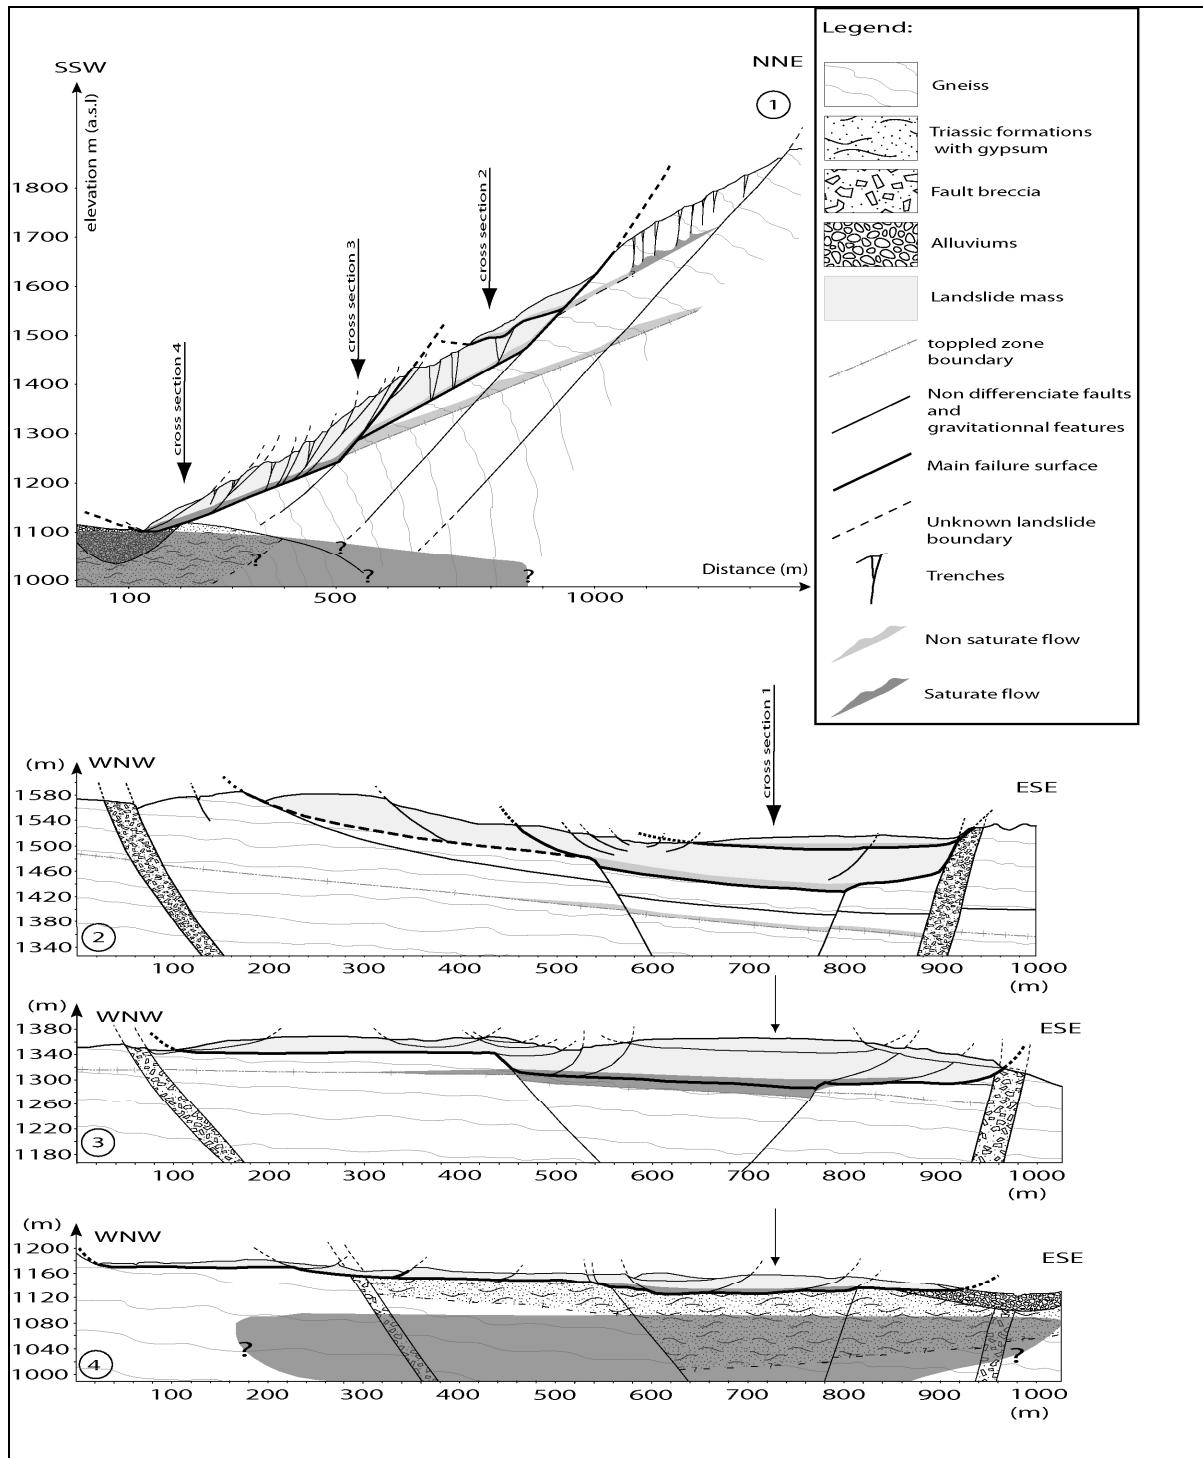 SSW
NNE
1
elevation m (a.s.l)
1800
1700
1600
1500
1400
1300
1200
1100
1000
cross section 4
cross section 3
cross section 2
?
?
?
?
Distance (m)
100
500
1000
Legend:
Gneiss
Triassic formations
with gypsum
Fault breccia
Alluviums
Landslide mass
toppled zone
boundary
Non differenciate faults
and
gravitationnal features
Main failure surface
Unknown landslide
boundary
Trenches
Non saturate flow
Saturate flow
cross section 1
(m)
WNW
ESE
1580
1540
1500
1460
1420
1380
1340
2
100 200 300 400 500 600 700 800 900 1000
(m)
(m)
WNW
ESE
1380
1340
1300
1260
1220
1180
3
100 200 300 400 500 600 700 800 900 1000
(m)
(m)
WNW
ESE
1200
1160
1120
1080
1040
1000
?
?
4
100 200 300 400 500 600 700 800 900 1000
(m)